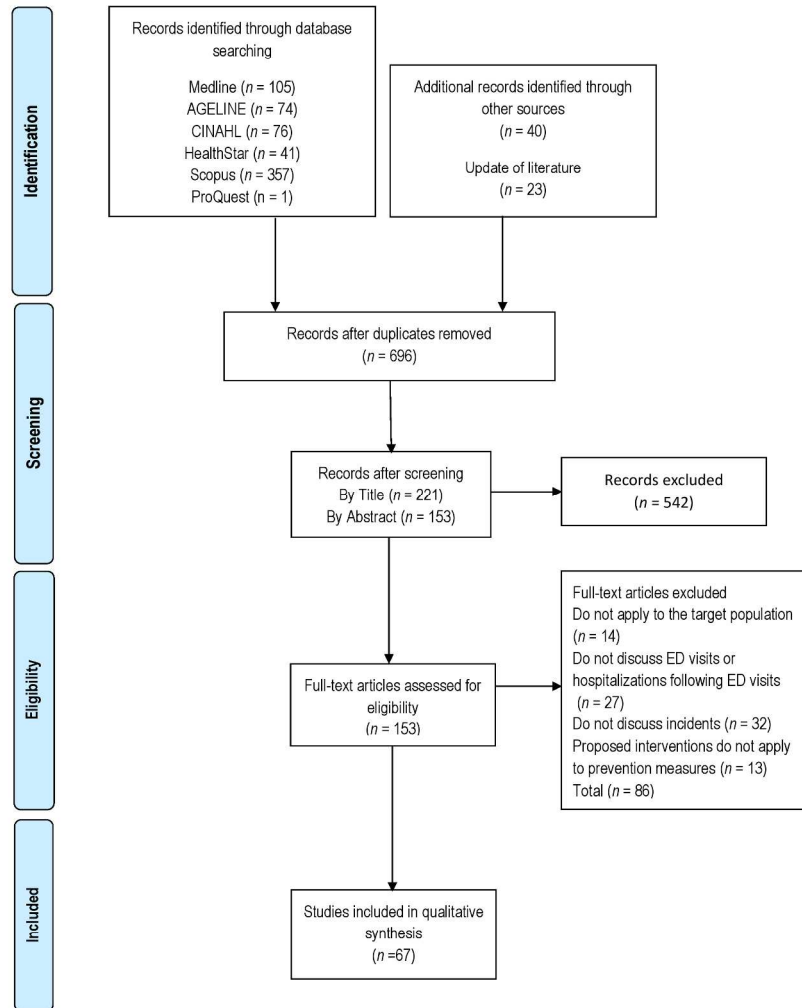 Identification
Records identified through database
searching
Medline (n = 105)
AGELINE (n = 74)
CINAHL (n = 76)
HealthStar (n = 41)
Scopus (n = 357)
ProQuest (n = 1)
Additional records identified through
other sources
(n = 40)
Update of literature
(n = 23)
Screening
Records after duplicates removed
(n = 696)
Records after screening
By Title (n = 221)
By Abstract (n = 153)
Records excluded
(n = 542)
Eligibility
Full-text articles assessed for
eligibility
(n = 153)
Full-text articles excluded
Do not apply to the target population
(n = 14)
Do not discuss ED visits or
hospitalizations following ED visits
(n = 27)
Do not discuss incidents (n = 32)
Proposed interventions do not apply
to prevention measures (n = 13)
Total (n = 86)
Included
Studies included in qualitative
synthesis
(n =67)